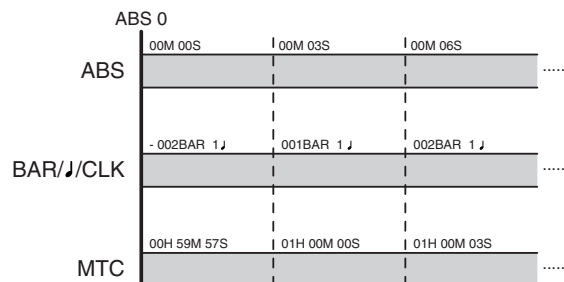 ABS 0
00M 00S 00M 03S 00M 06S
ABS .....
- 002BAR 1♩ 001BAR 1♩ 002BAR 1♩
BAR/♩/CLK .....
00H 59M 57S 01H 00M 00S 01H 00M 03S
MTC .....